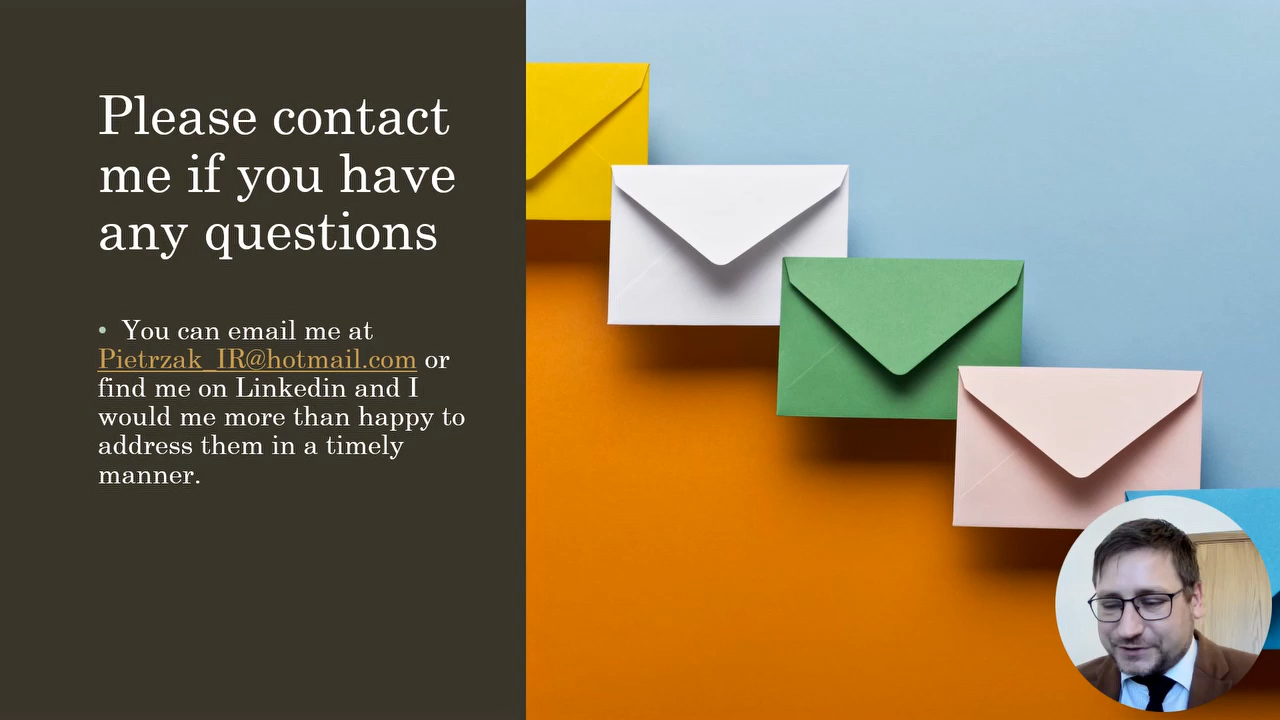 Please contact
me if you have
any questions
• You can email me at
Pietrzak_IR@hotmail.com or
find me on Linkedin and I
would me more than happy to
address them in a timely
manner.